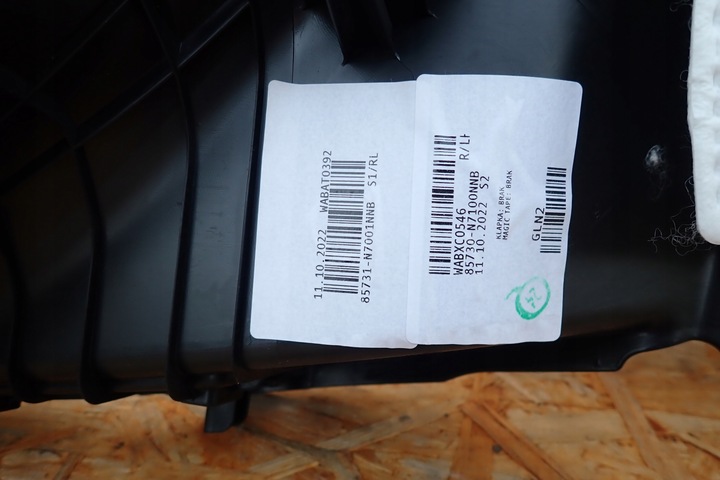 11.10.2022 WABAT0392
85731-N7001NNB S1/RL
R/LH
WABXC0546
85730-N7100NNB
11.10.2022 S2
KLAPKA: BRAK
MAGIC TAPE: BRAK
GLN2